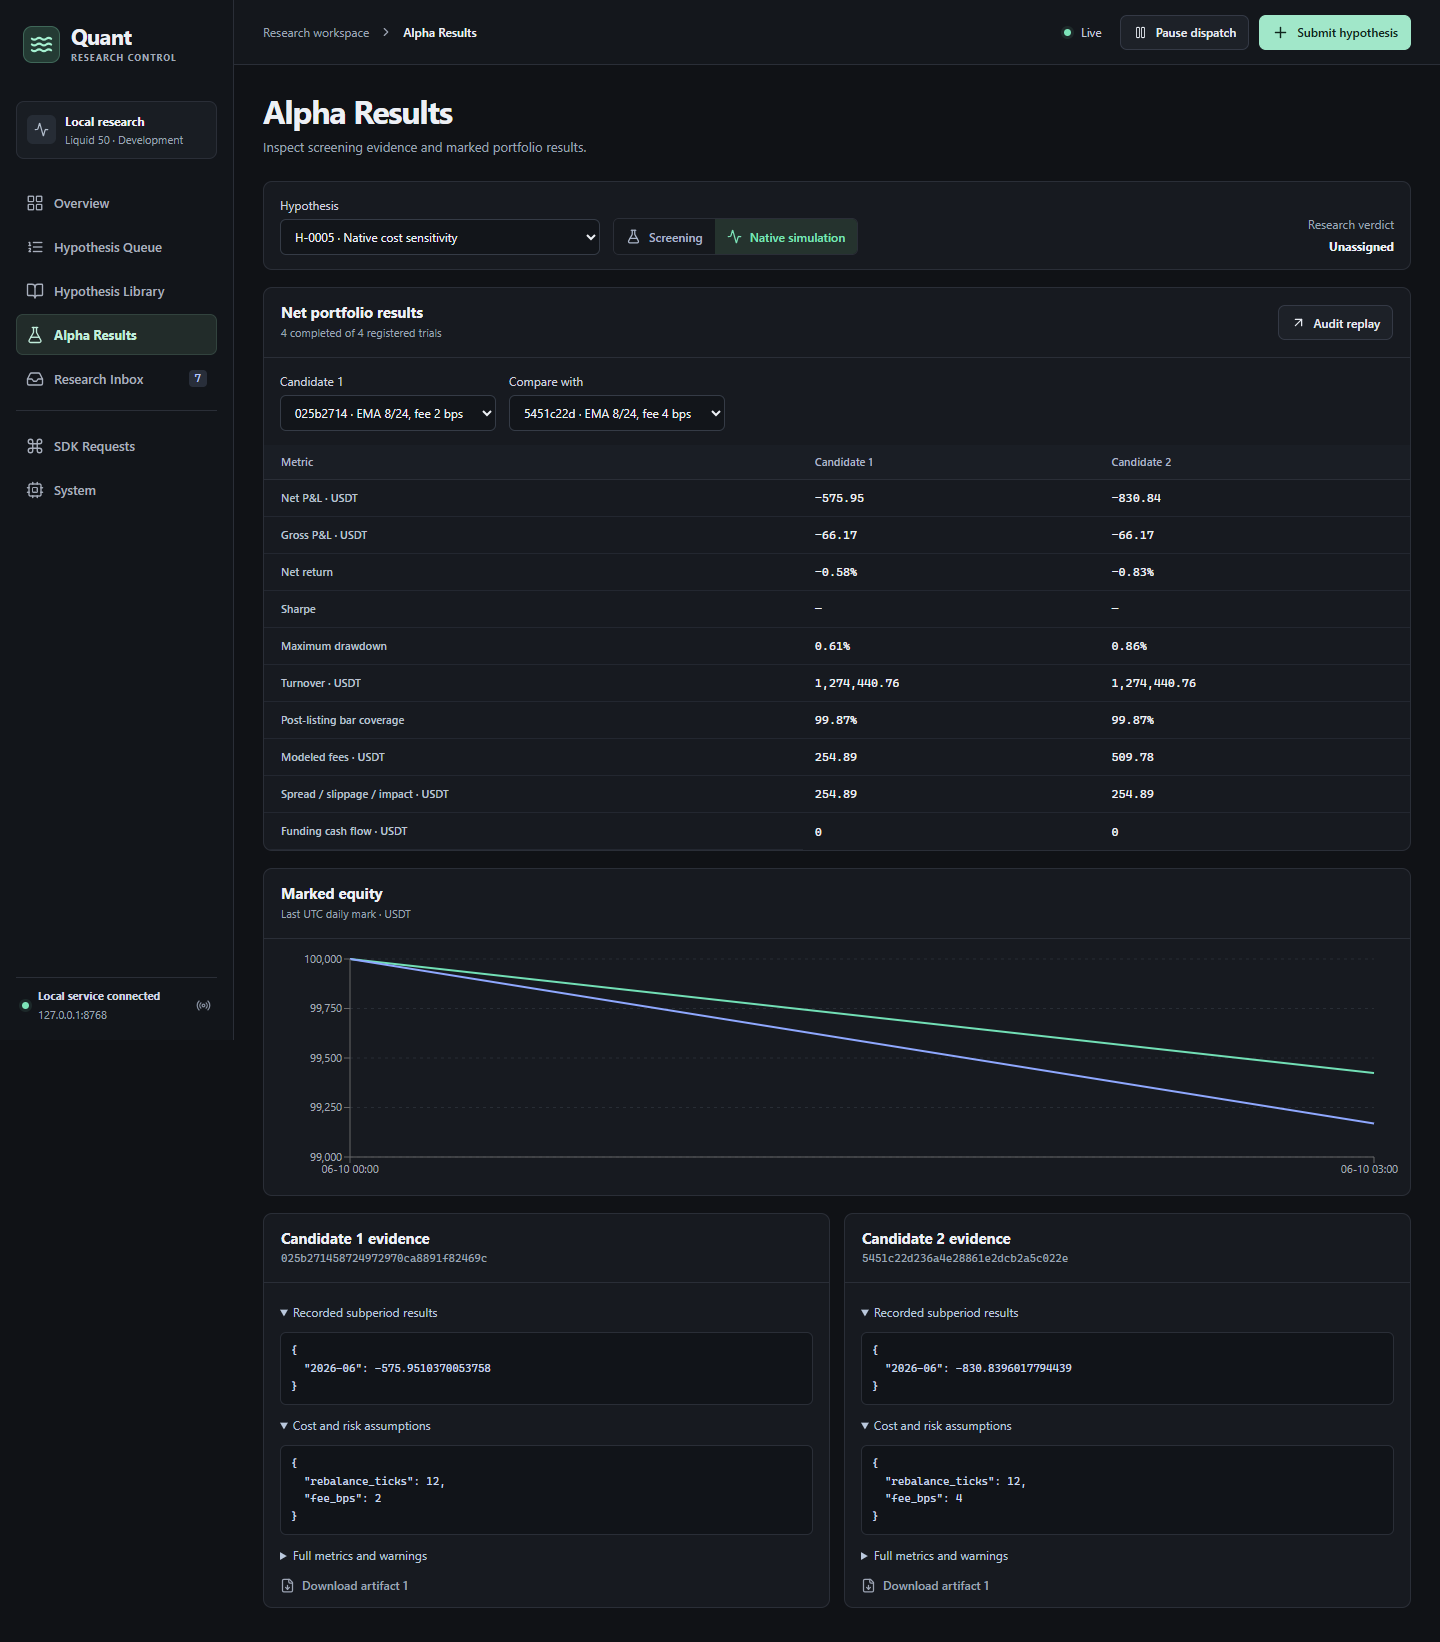 Quant
RESEARCH CONTROL
Local research
Liquid 50 · Development
Overview
Hypothesis Queue
Hypothesis Library
Alpha Results
Research Inbox 7
SDK Requests
System
Local service connected
127.0.0.1:8768
Research workspace > Alpha Results
Live
Pause dispatch
Submit hypothesis
Alpha Results
Inspect screening evidence and marked portfolio results.
Hypothesis
H-0005 · Native cost sensitivity
Screening
Native simulation
Research verdict
Unassigned
Net portfolio results
4 completed of 4 registered trials
Audit replay
Candidate 1
025b2714 · EMA 8/24, fee 2 bps
Compare with
5451c22d · EMA 8/24, fee 4 bps
Metric Candidate 1 Candidate 2
Net P&L · USDT −575.95 −830.84
Gross P&L · USDT −66.17 −66.17
Net return −0.58% −0.83%
Sharpe — —
Maximum drawdown 0.61% 0.86%
Turnover · USDT 1,274,440.76 1,274,440.76
Post-listing bar coverage 99.87% 99.87%
Modeled fees · USDT 254.89 509.78
Spread / slippage / impact · USDT 254.89 254.89
Funding cash flow · USDT 0 0
Marked equity
Last UTC daily mark · USDT
100,000
99,750
99,500
99,250
99,000
06-10 00:00 06-10 03:00
Candidate 1 evidence
025b271458724972970ca8891f82469c
Recorded subperiod results
{
"2026-06": -575.9510370053758
}
Cost and risk assumptions
{
"rebalance_ticks": 12,
"fee_bps": 2
}
Full metrics and warnings
Download artifact 1
Candidate 2 evidence
5451c22d236a4e28861e2dcb2a5c022e
Recorded subperiod results
{
"2026-06": -830.8396017794439
}
Cost and risk assumptions
{
"rebalance_ticks": 12,
"fee_bps": 4
}
Full metrics and warnings
Download artifact 1